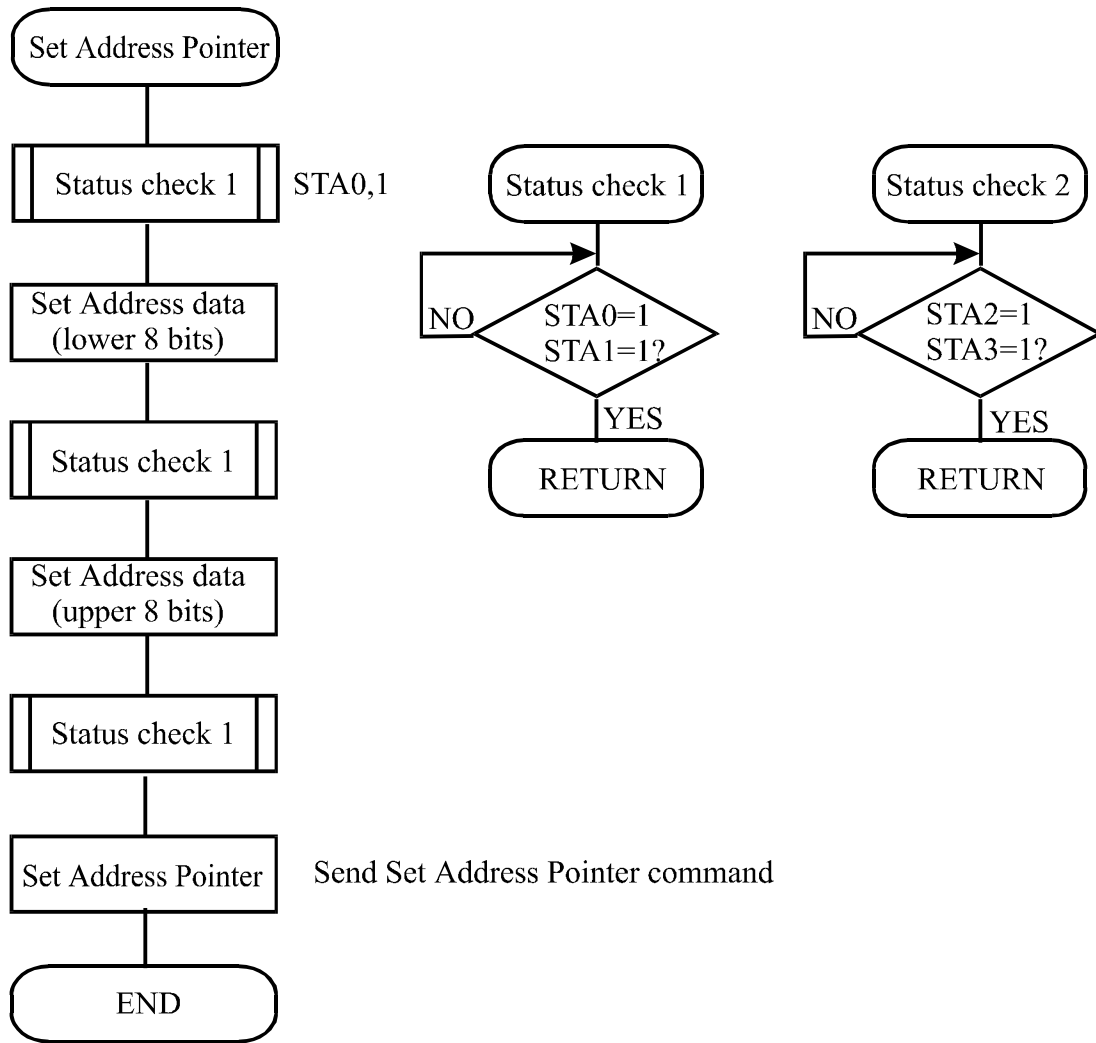 Set Address Pointer
Status check 1
STA0,1
Set Address data
(lower 8 bits)
Status check 1
Set Address data
(upper 8 bits)
Status check 1
Set Address Pointer
Send Set Address Pointer command
END
Status check 1
NO
STA0=1
STA1=1?
YES
RETURN
Status check 2
NO
STA2=1
STA3=1?
YES
RETURN